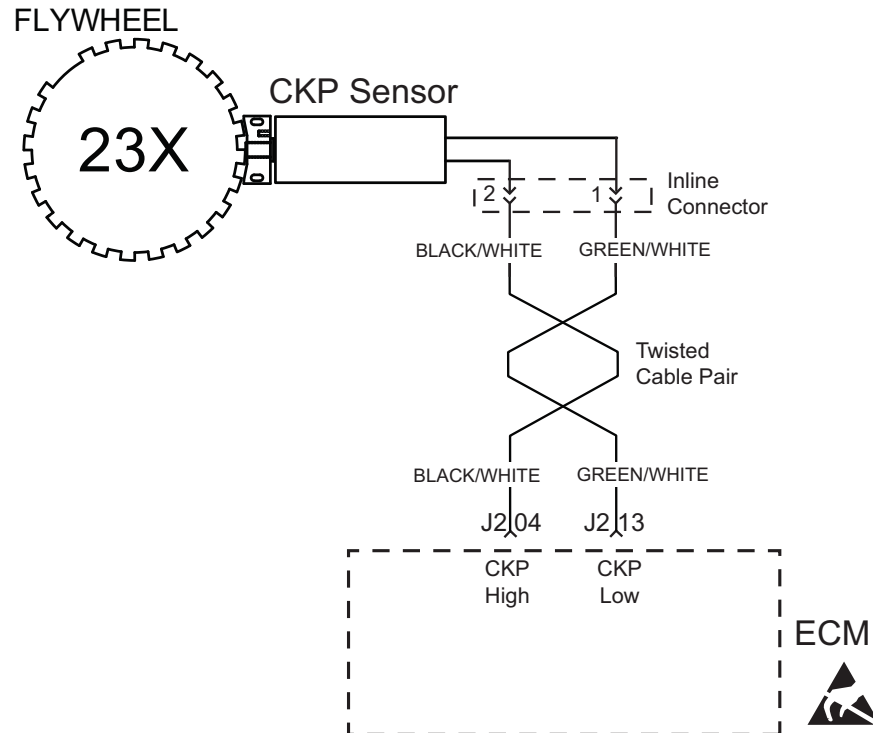 FLYWHEEL
23X
CKP Sensor
2
1
Inline
Connector
BLACK/WHITE
GREEN/WHITE
Twisted
Cable Pair
BLACK/WHITE
GREEN/WHITE
J2 04
J2 13
CKP
High
CKP
Low
ECM